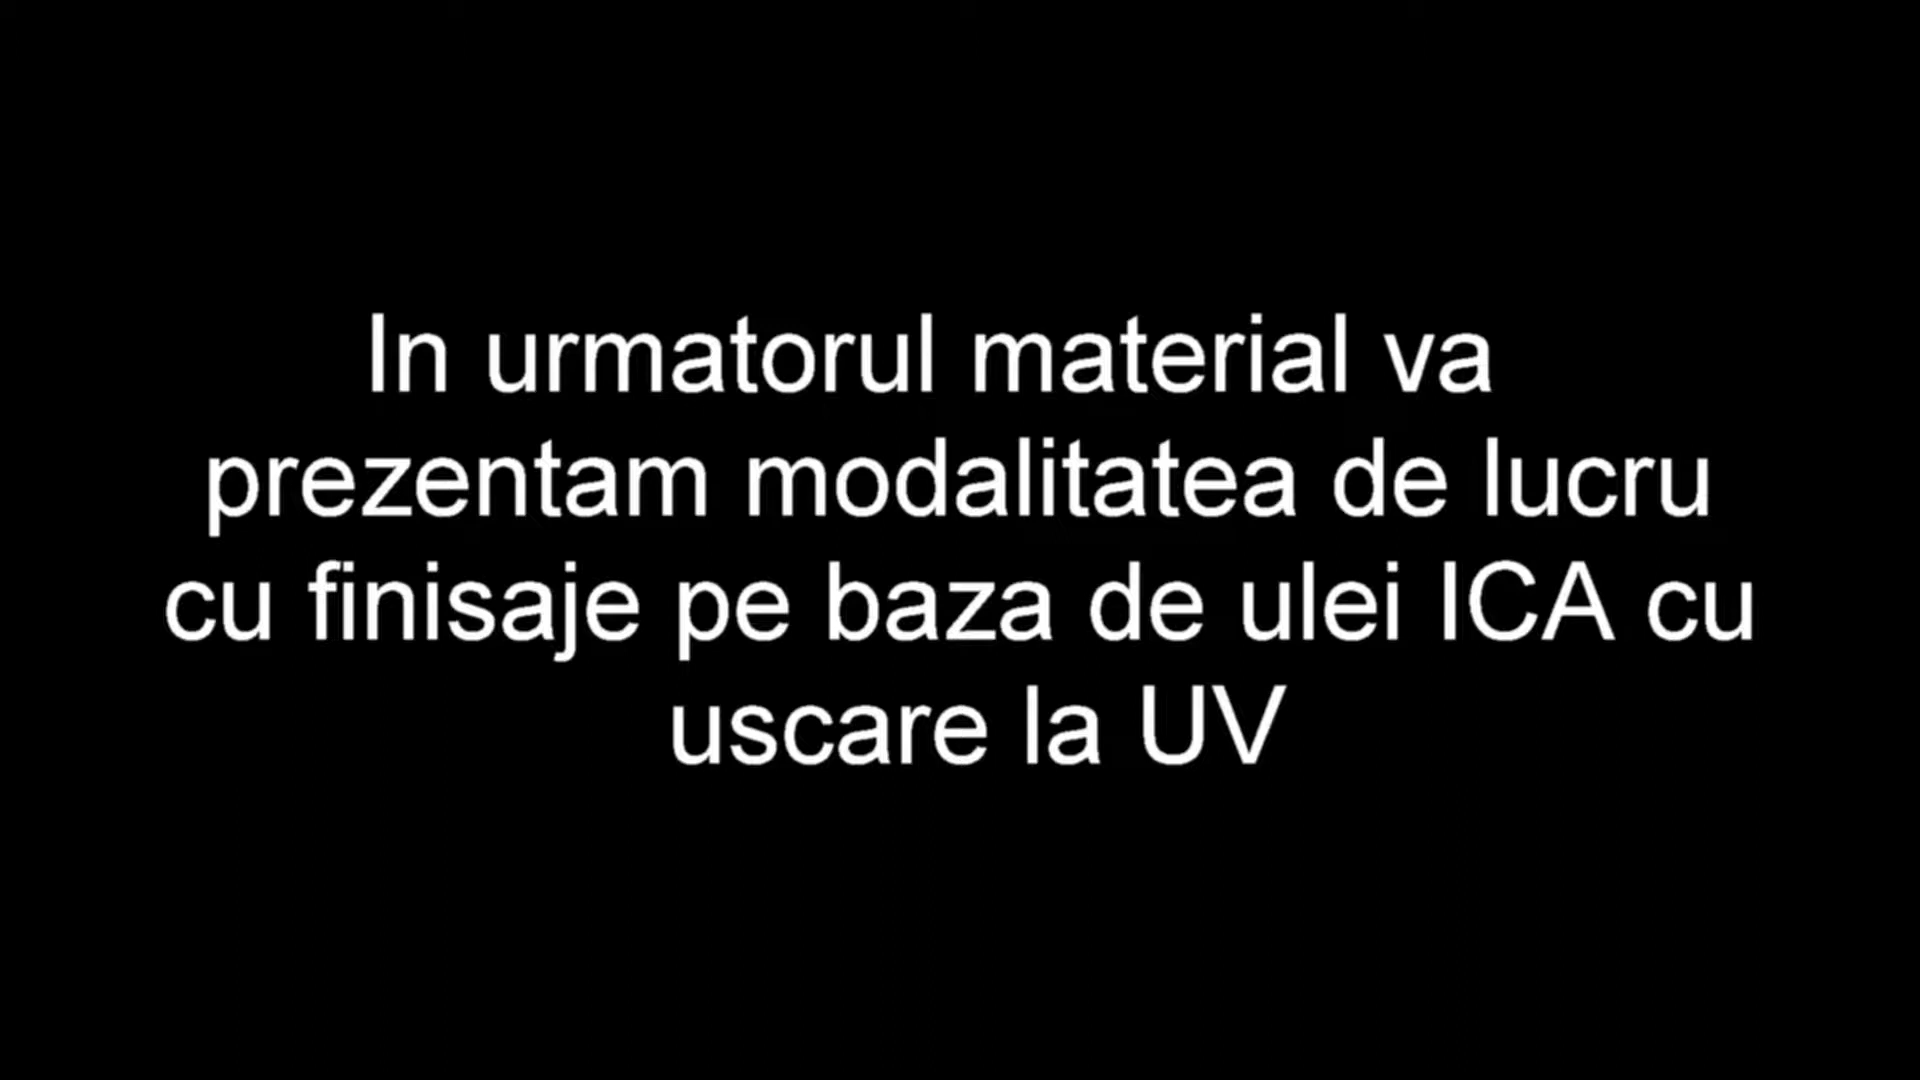 In urmatorul material va
prezentam modalitatea de lucru
cu finisaje pe baza de ulei ICA cu
uscare la UV